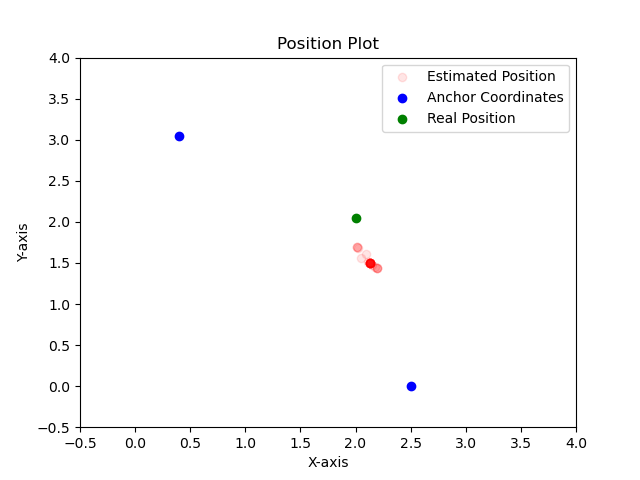 Position Plot
Estimated Position
Anchor Coordinates
Real Position
Y-axis
4.0
3.5
3.0
2.5
2.0
1.5
1.0
0.5
0.0
−0.5
−0.5 0.0 0.5 1.0 1.5 2.0 2.5 3.0 3.5 4.0
X-axis